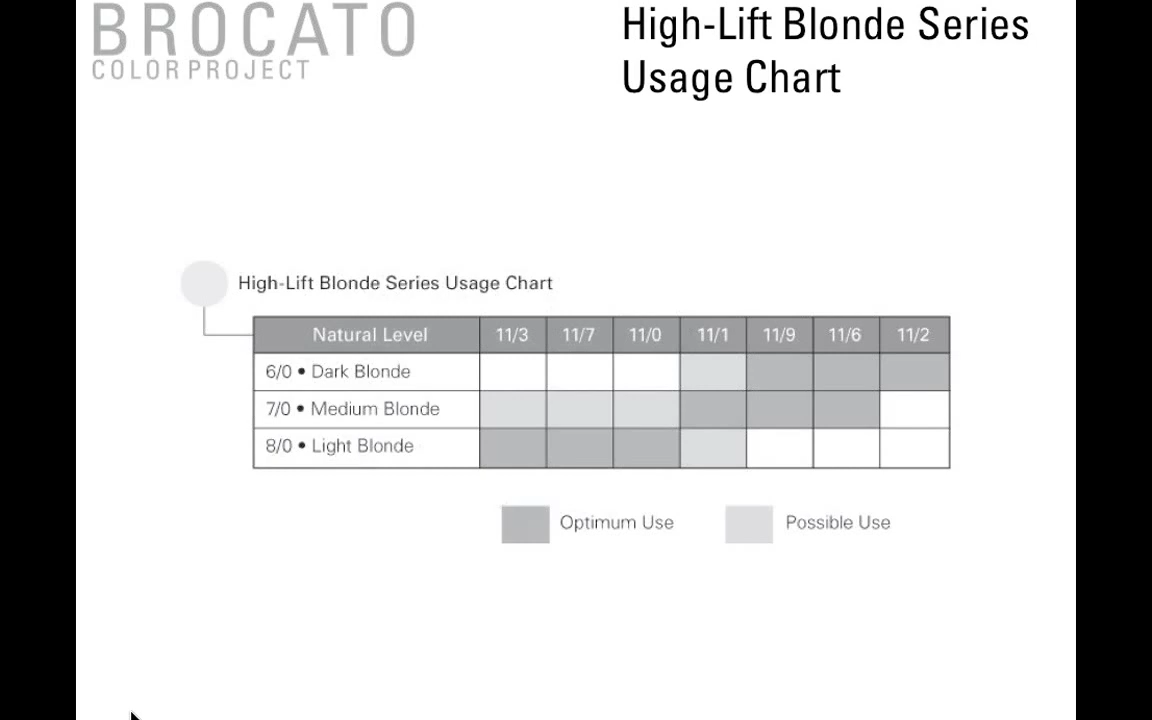 BROCATO
COLOR PROJECT
High-Lift Blonde Series
Usage Chart
High-Lift Blonde Series Usage Chart
Natural Level 11/3 11/7 11/0 11/1 11/9 11/6 11/2
6/0 • Dark Blonde
7/0 • Medium Blonde
8/0 • Light Blonde
Optimum Use Possible Use